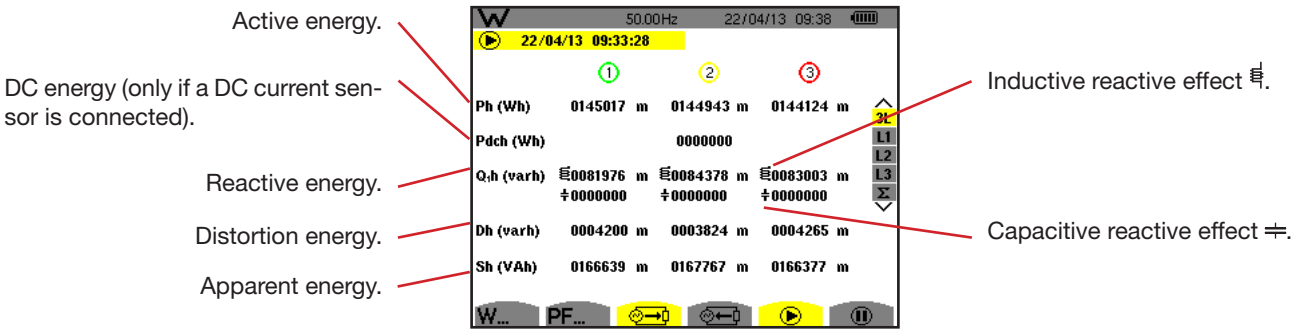 Active energy.
DC energy (only if a DC current sen-
sor is connected).
Reactive energy.
Distortion energy.
Apparent energy.
W 50.00Hz 22/04/13 09:38
22/04/13 09:33:28
1 2 3
Ph (Wh) 0145017 m 0144943 m 0144124 m
Pdch (Wh) 0000000
Q₁h (varh) 0081976 m 0084378 m 0083003 m
0000000 0000000 0000000
Dh (varh) 0004200 m 0003824 m 0004265 m
Sh (VAh) 0166639 m 0167767 m 0166377 m
3L
L1
L2
L3
Σ
W... PF...
Inductive reactive effect .
Capacitive reactive effect .